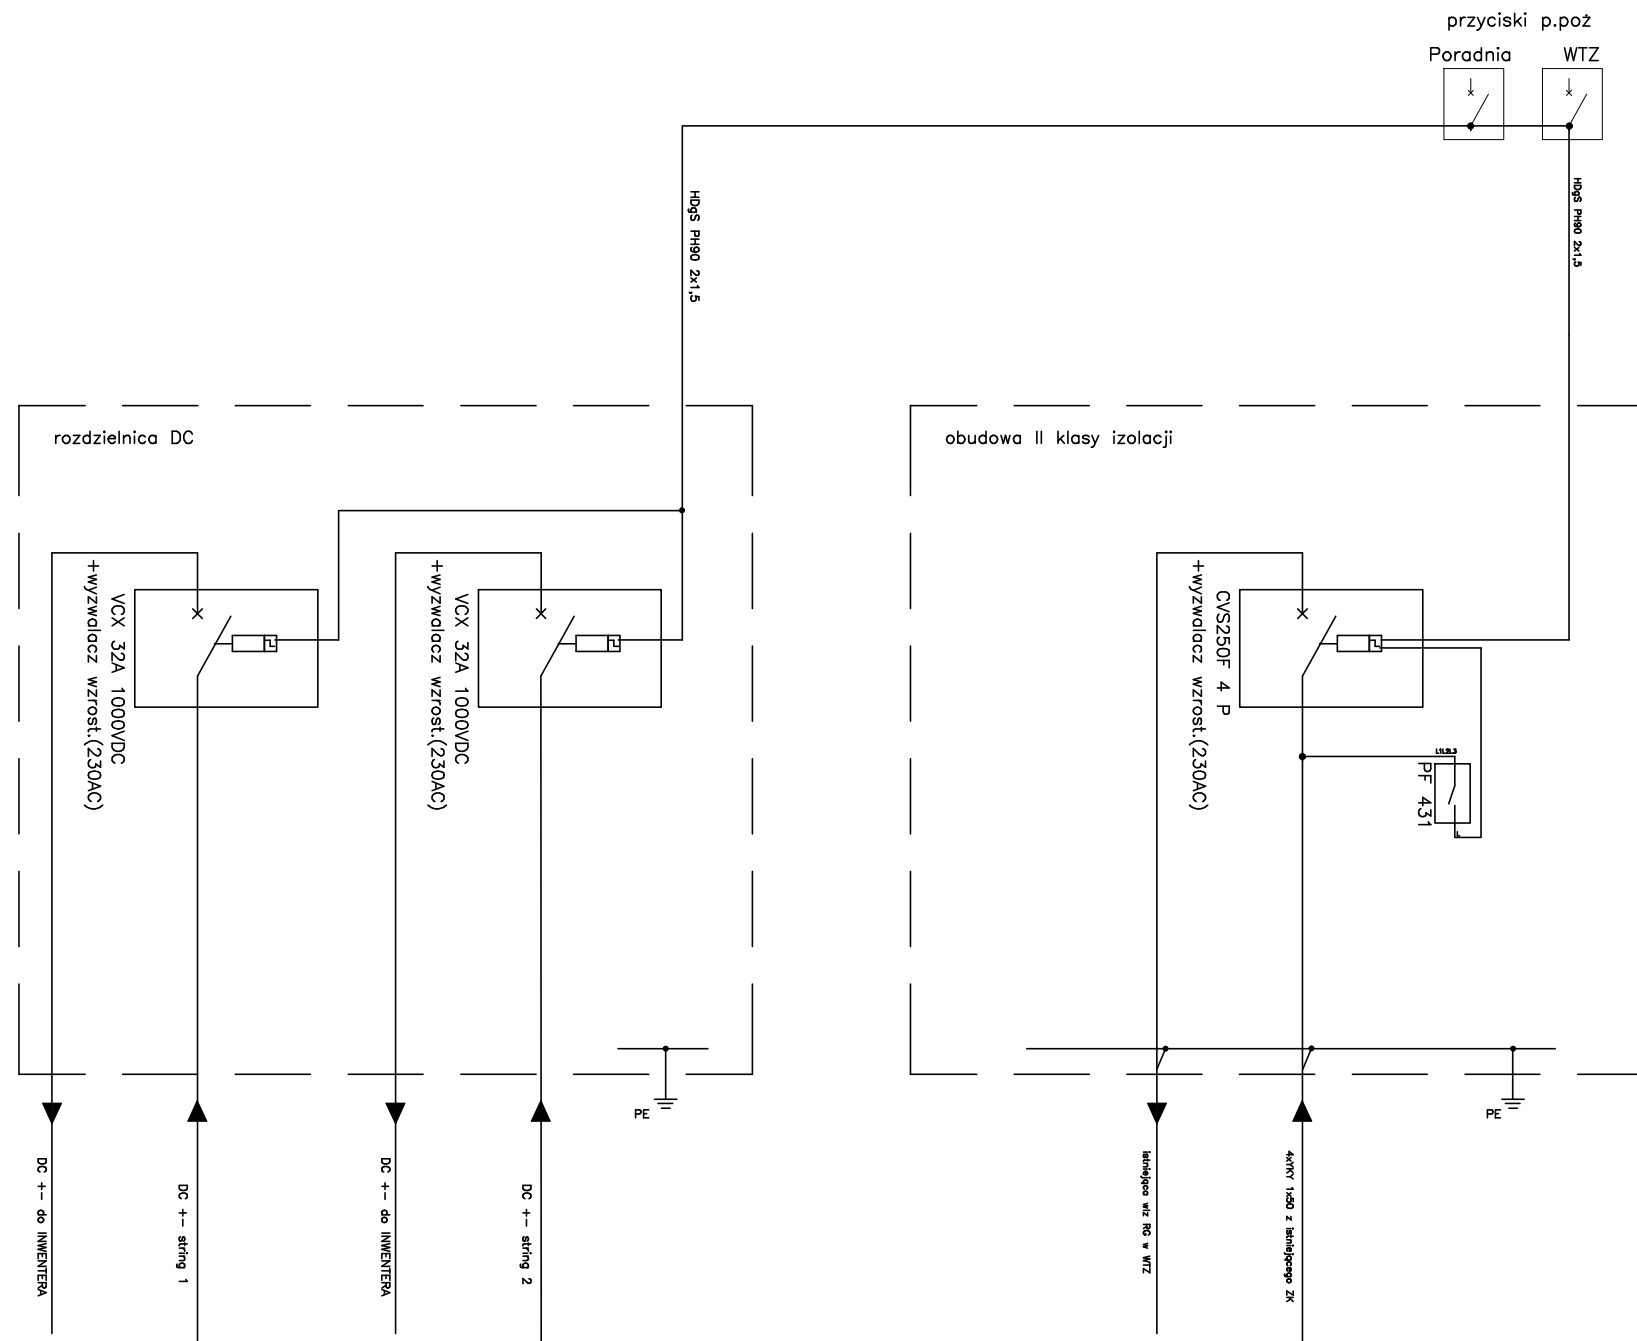 przyciski p.poż
Poradnia
WTZ
HDgS PH90 2x1,5
HDgS PH90 2x1,5
rozdzielnica DC
obudowa II klasy izolacji
VCX 32A 1000VDC
+wyzwalacz wzrost.(230AC)
VCX 32A 1000VDC
+wyzwalacz wzrost.(230AC)
CVS250F 4 P
+wyzwalacz wzrost.(230AC)
L1L2L3
PF 431
L
PE
PE
DC +- do INWENTERA
DC +- string 1
DC +- do INWENTERA
DC +- string 2
istniejąca wlz RG w WTZ
4xYKY 1x50 z istniejącego ZK